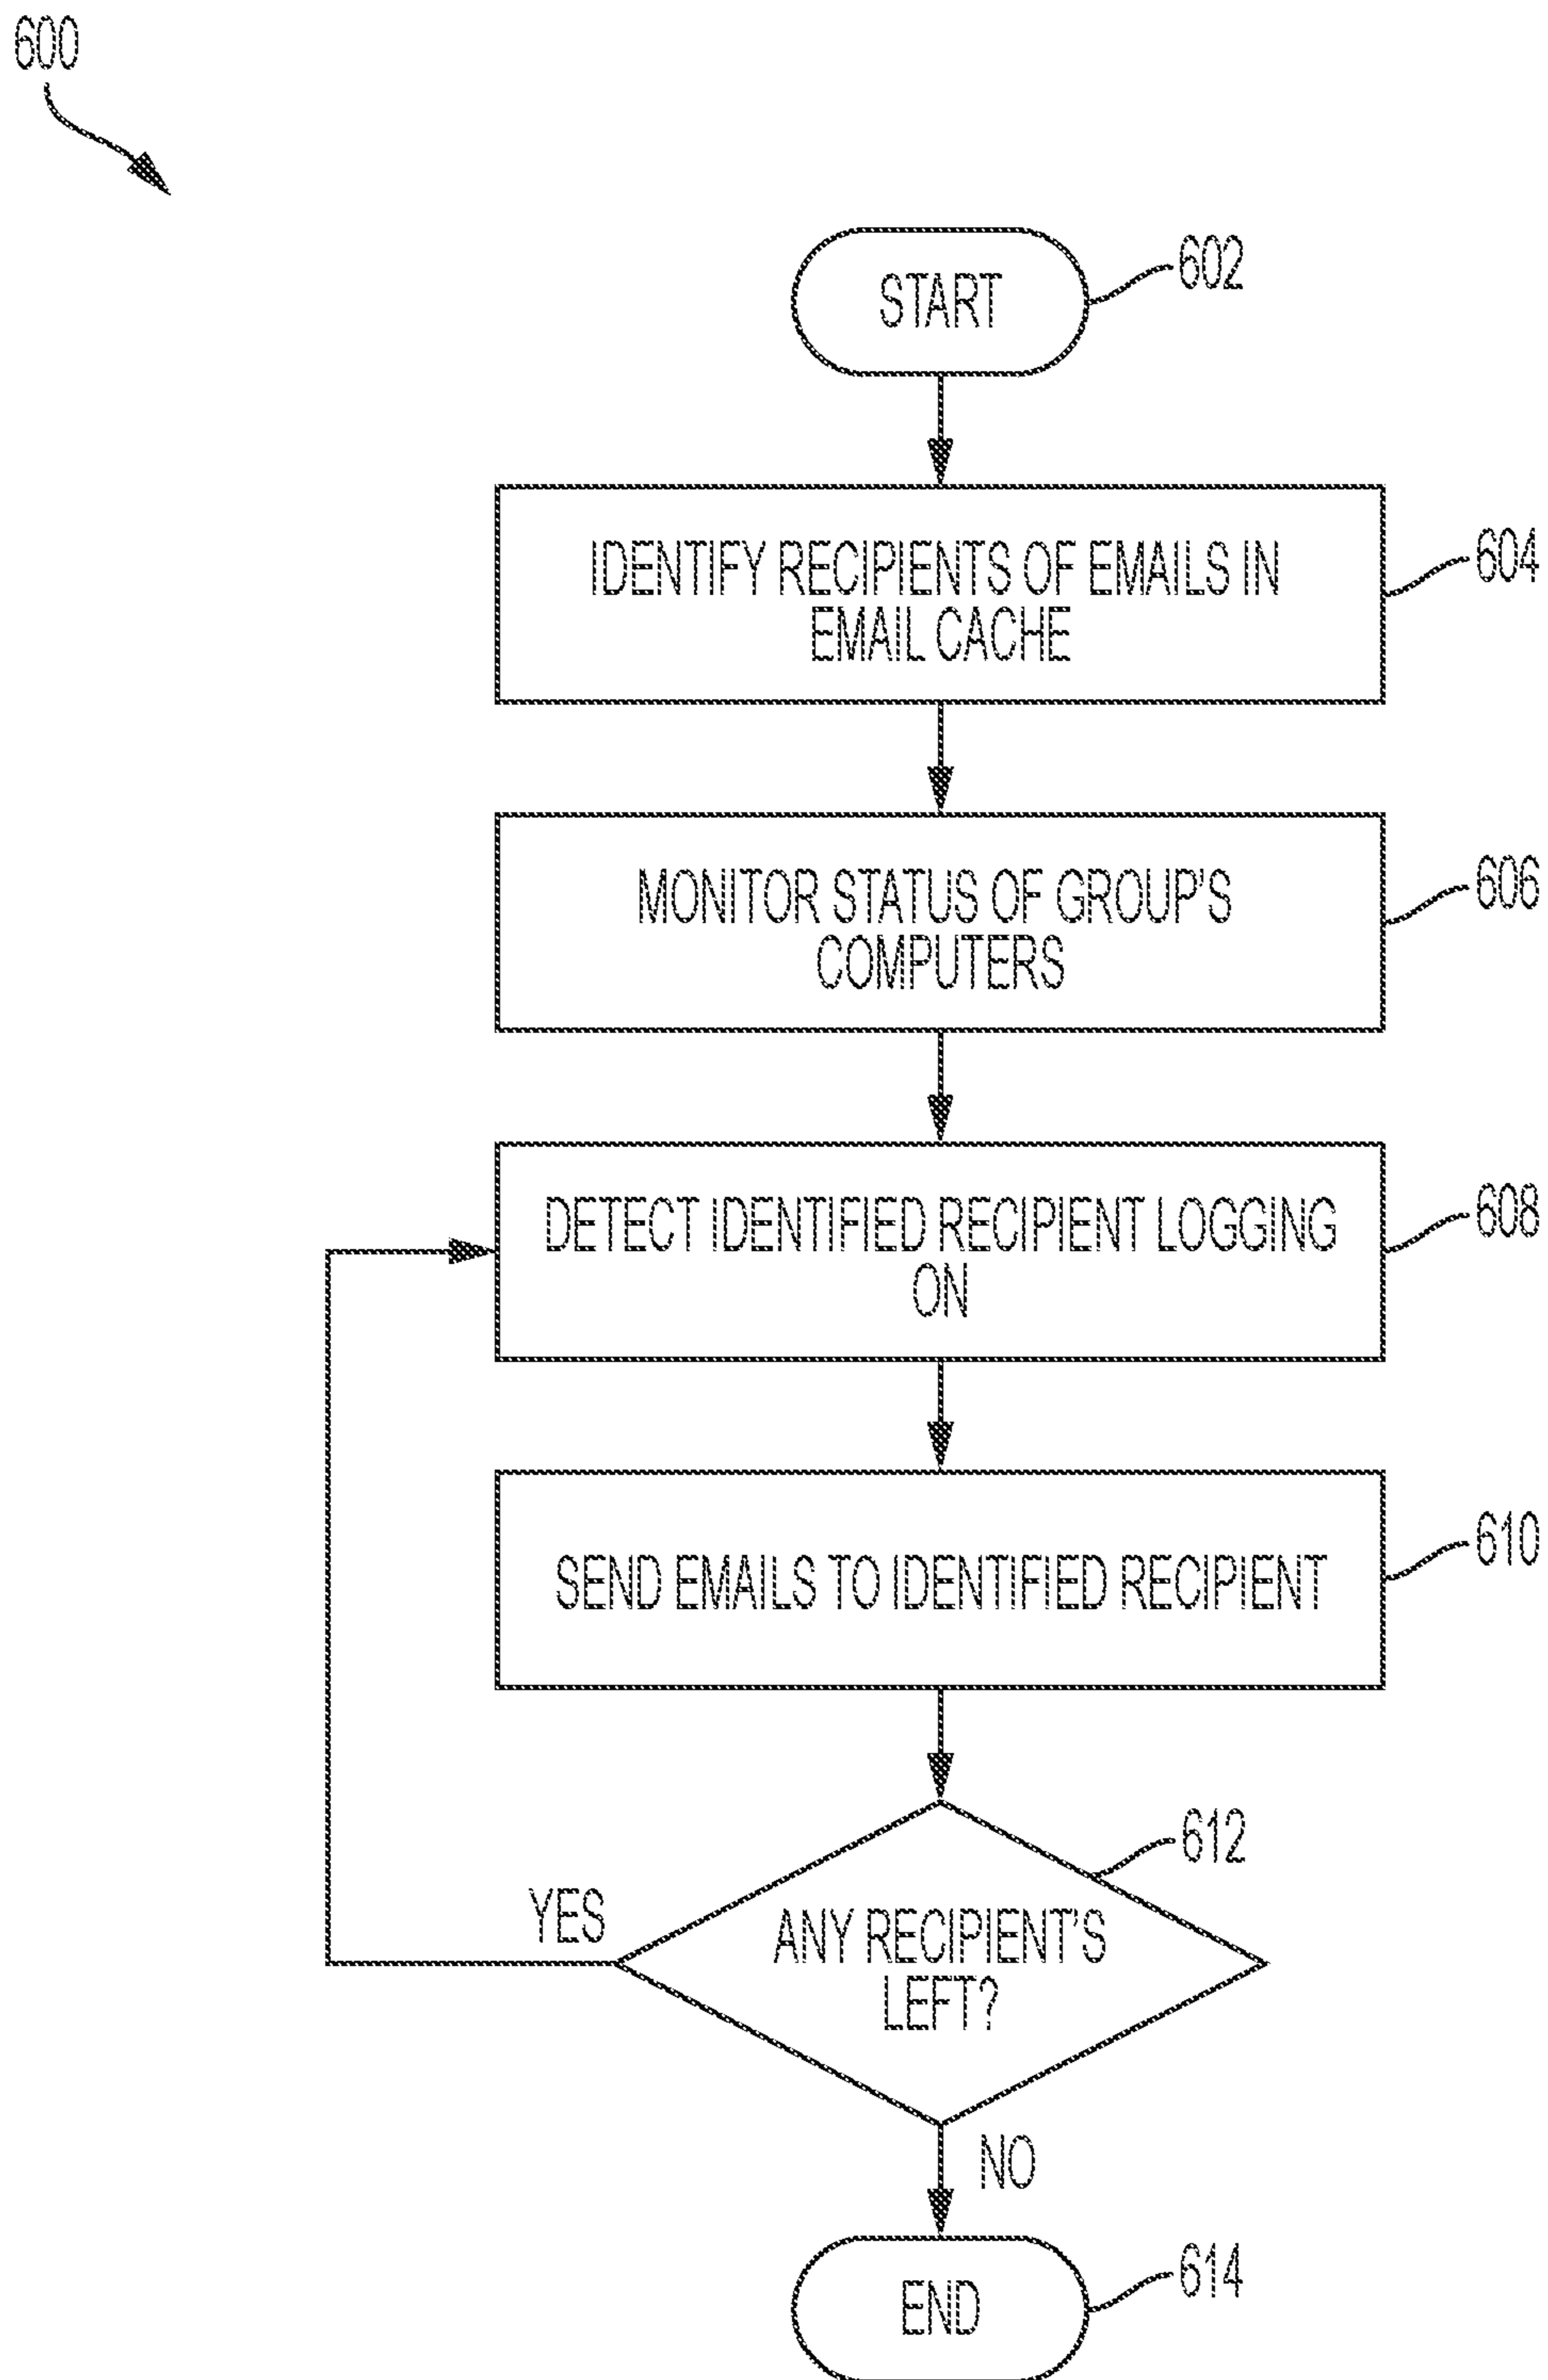 600
START
602
IDENTIFY RECIPIENTS OF EMAILS IN
EMAIL CACHE
604
MONITOR STATUS OF GROUP'S
COMPUTERS
606
DETECT IDENTIFIED RECIPIENT LOGGING
ON
608
SEND EMAILS TO IDENTIFIED RECIPIENT
610
612
YES
ANY RECIPIENT'S
LEFT?
NO
END
614